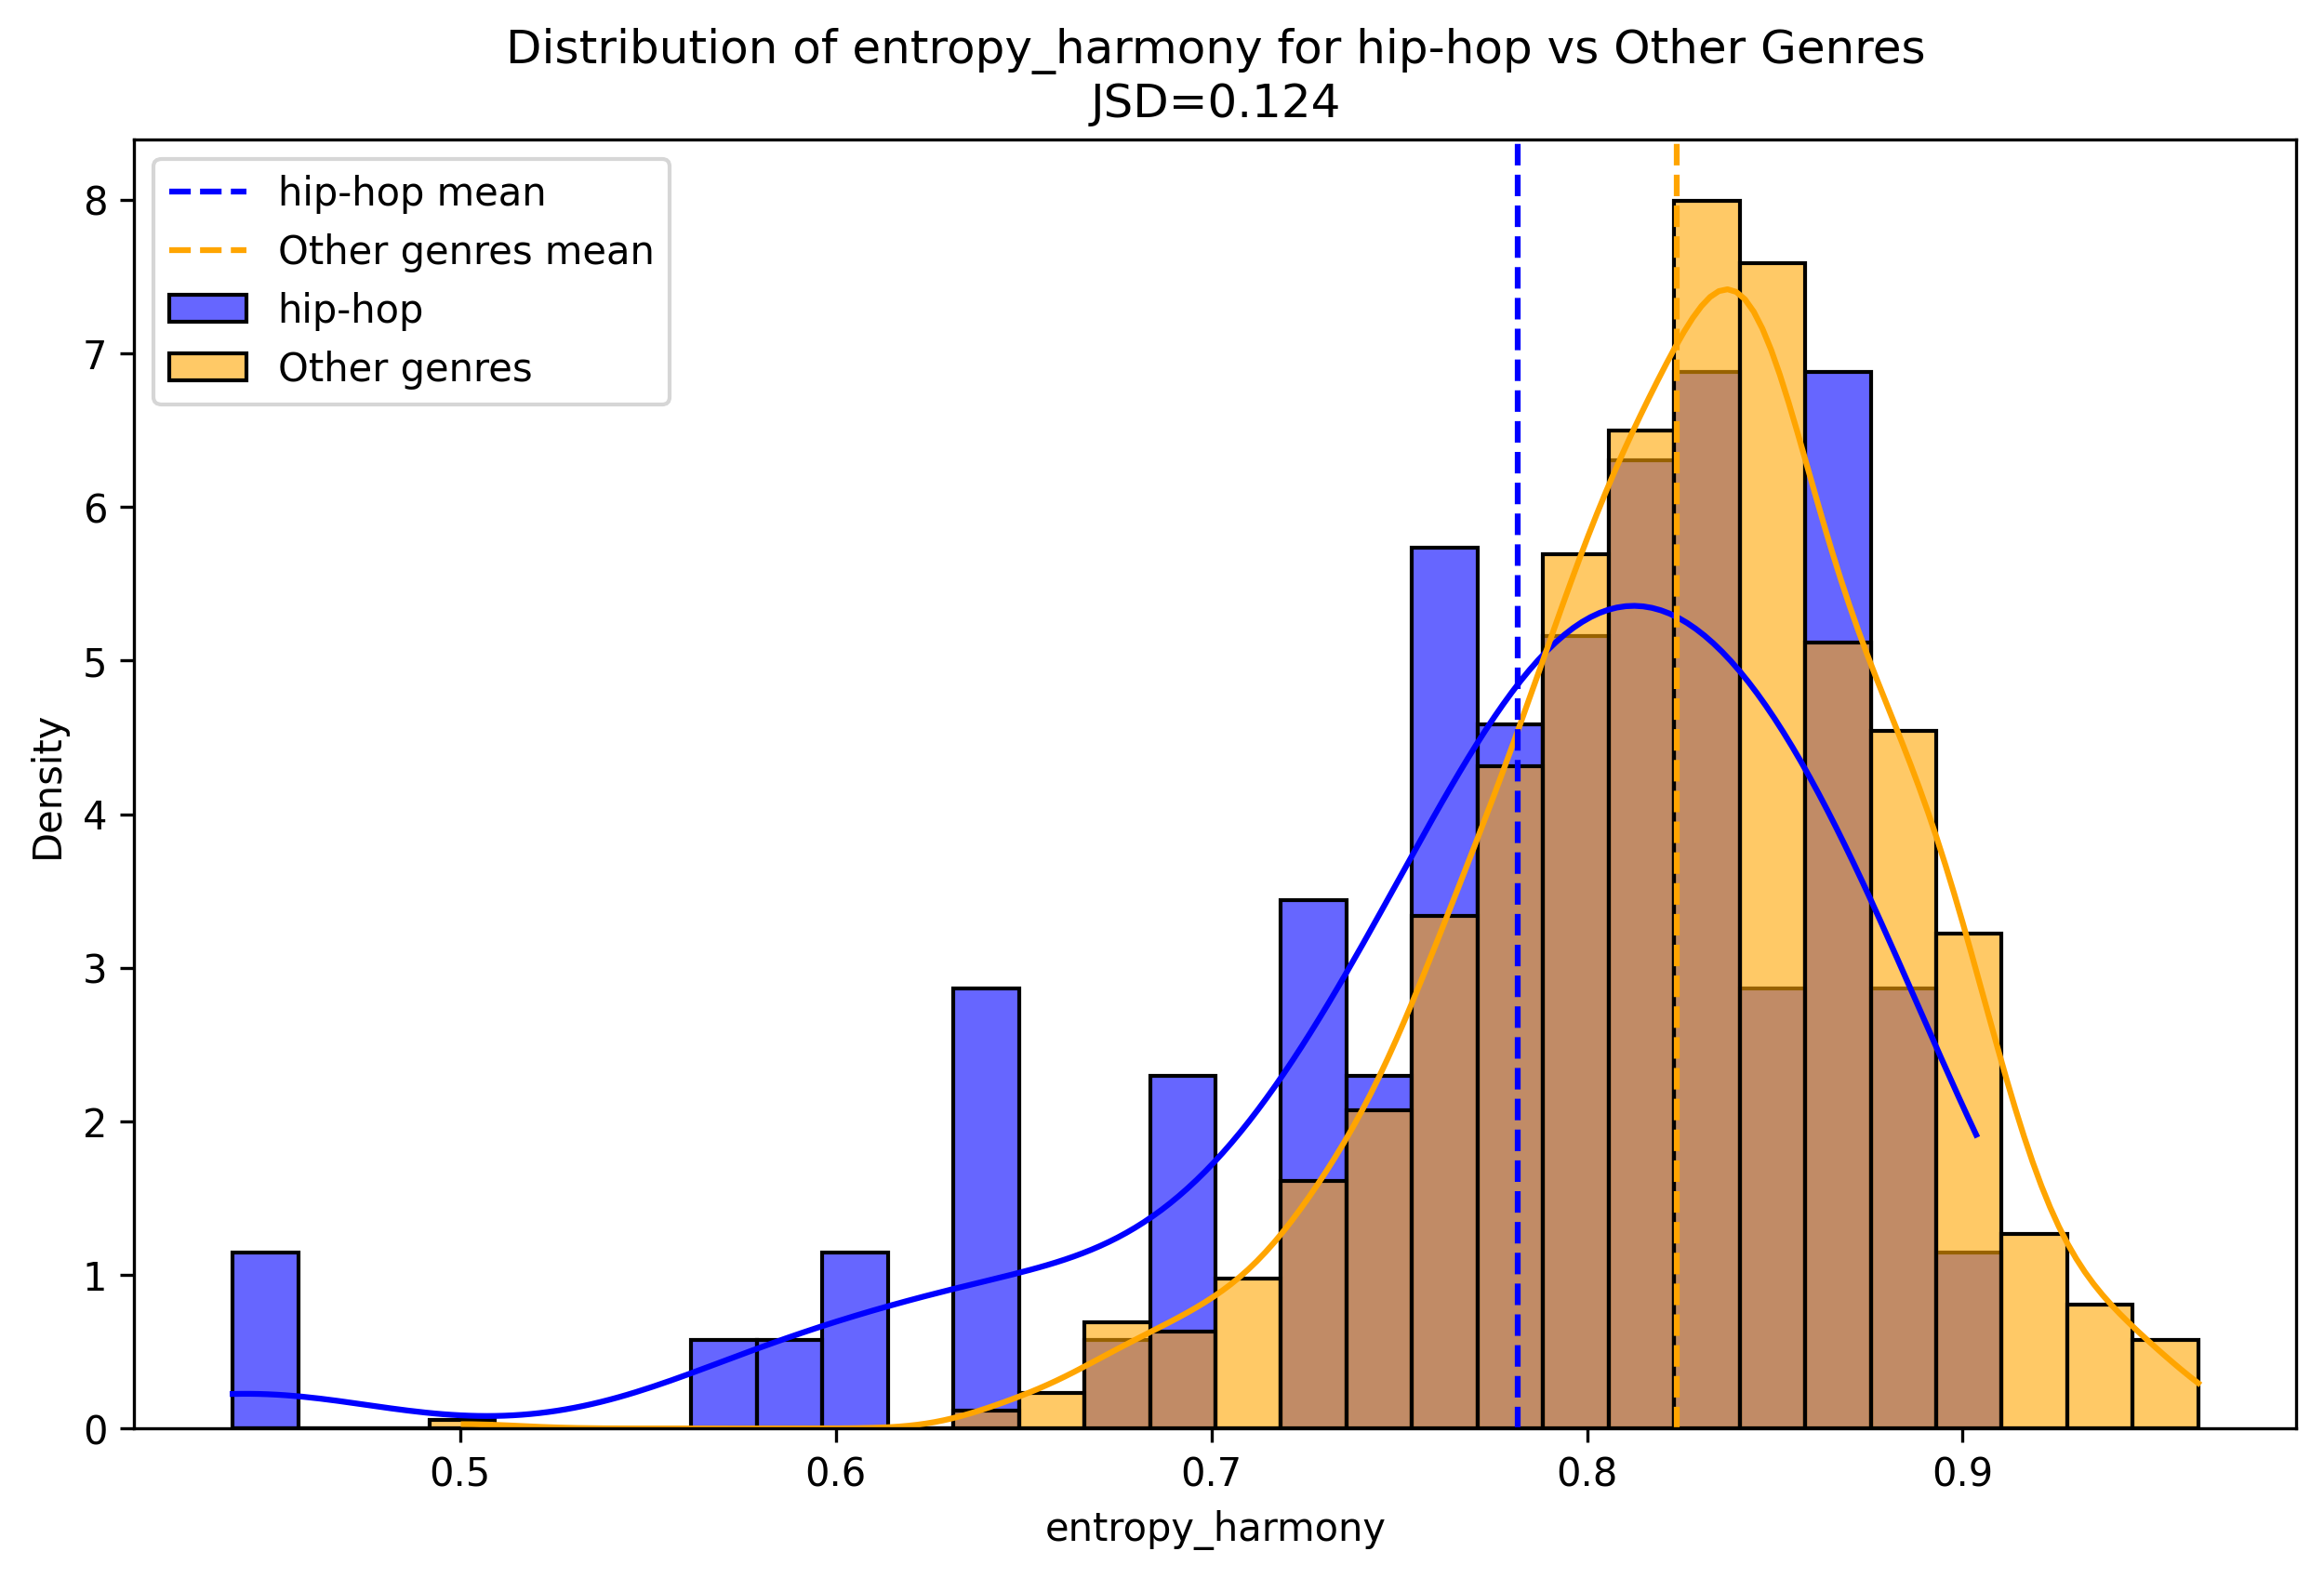 Distribution of entropy_harmony for hip-hop vs Other Genres
JSD=0.124
hip-hop mean
Other genres mean
hip-hop
Other genres
Density
8
7
6
5
4
3
2
1
0
0.5
0.6
0.7
0.8
0.9
entropy_harmony